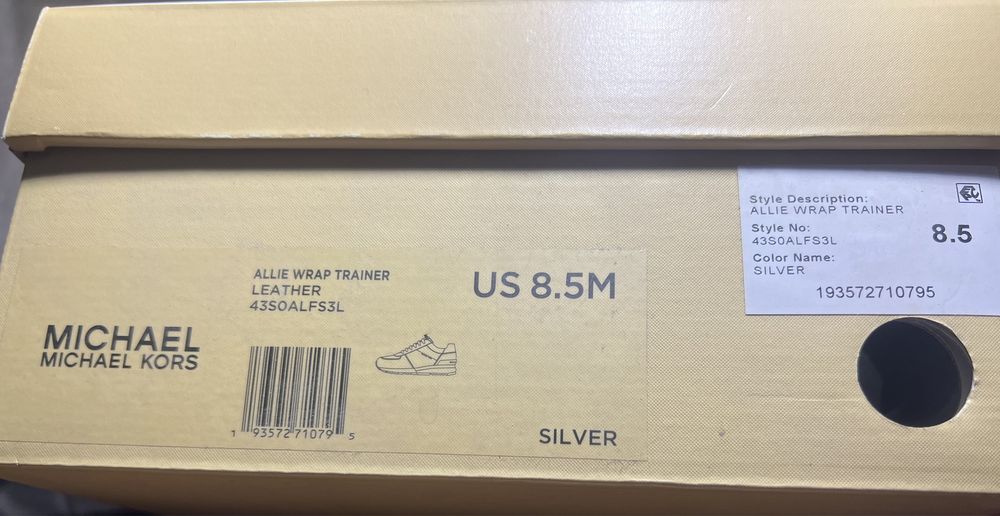 MICHAEL
MICHAEL KORS
ALLIE WRAP TRAINER
LEATHER
43S0ALFS3L
US 8.5M
1 93572 71079 5
SILVER
Style Description:
ALLIE WRAP TRAINER
Style No:
43S0ALFS3L
8.5
Color Name:
SILVER
193572710795